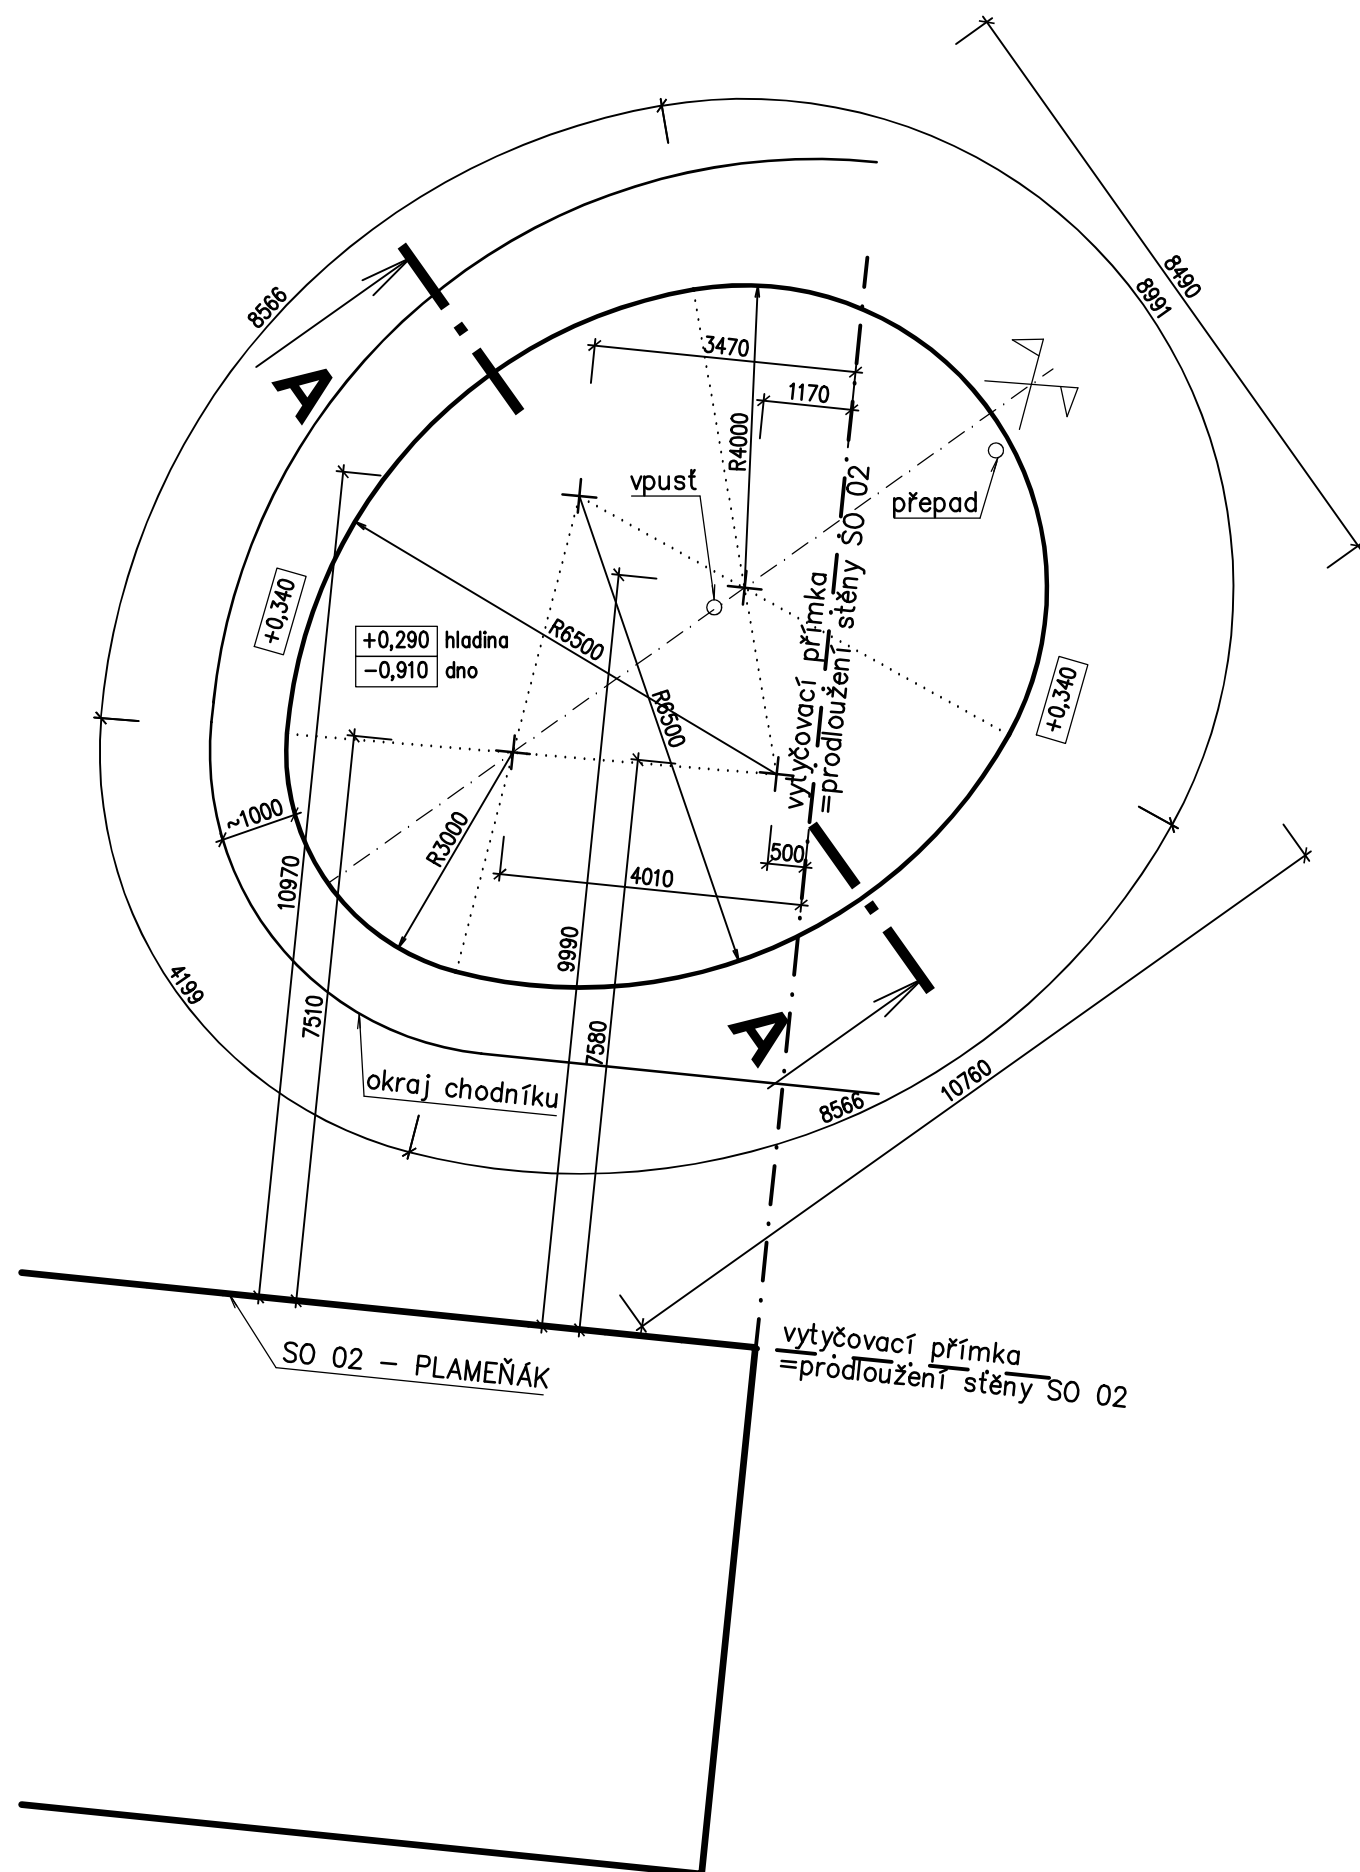 8490
8991
8566
3470
1170
A
R4000
vpusť
přepad
+0,340
R6500
+0,290 hladina
-0,910 dno
R6500
vytyčovací přímka
=prodloužení stěny SO 02
+0,340
~1000
R3000
500
4010
10970
9990
4199
7510
7580
A
okraj chodníku
8566
10760
SO 02 - PLAMEŇÁK
vytyčovací přímka
=prodloužení stěny SO 02